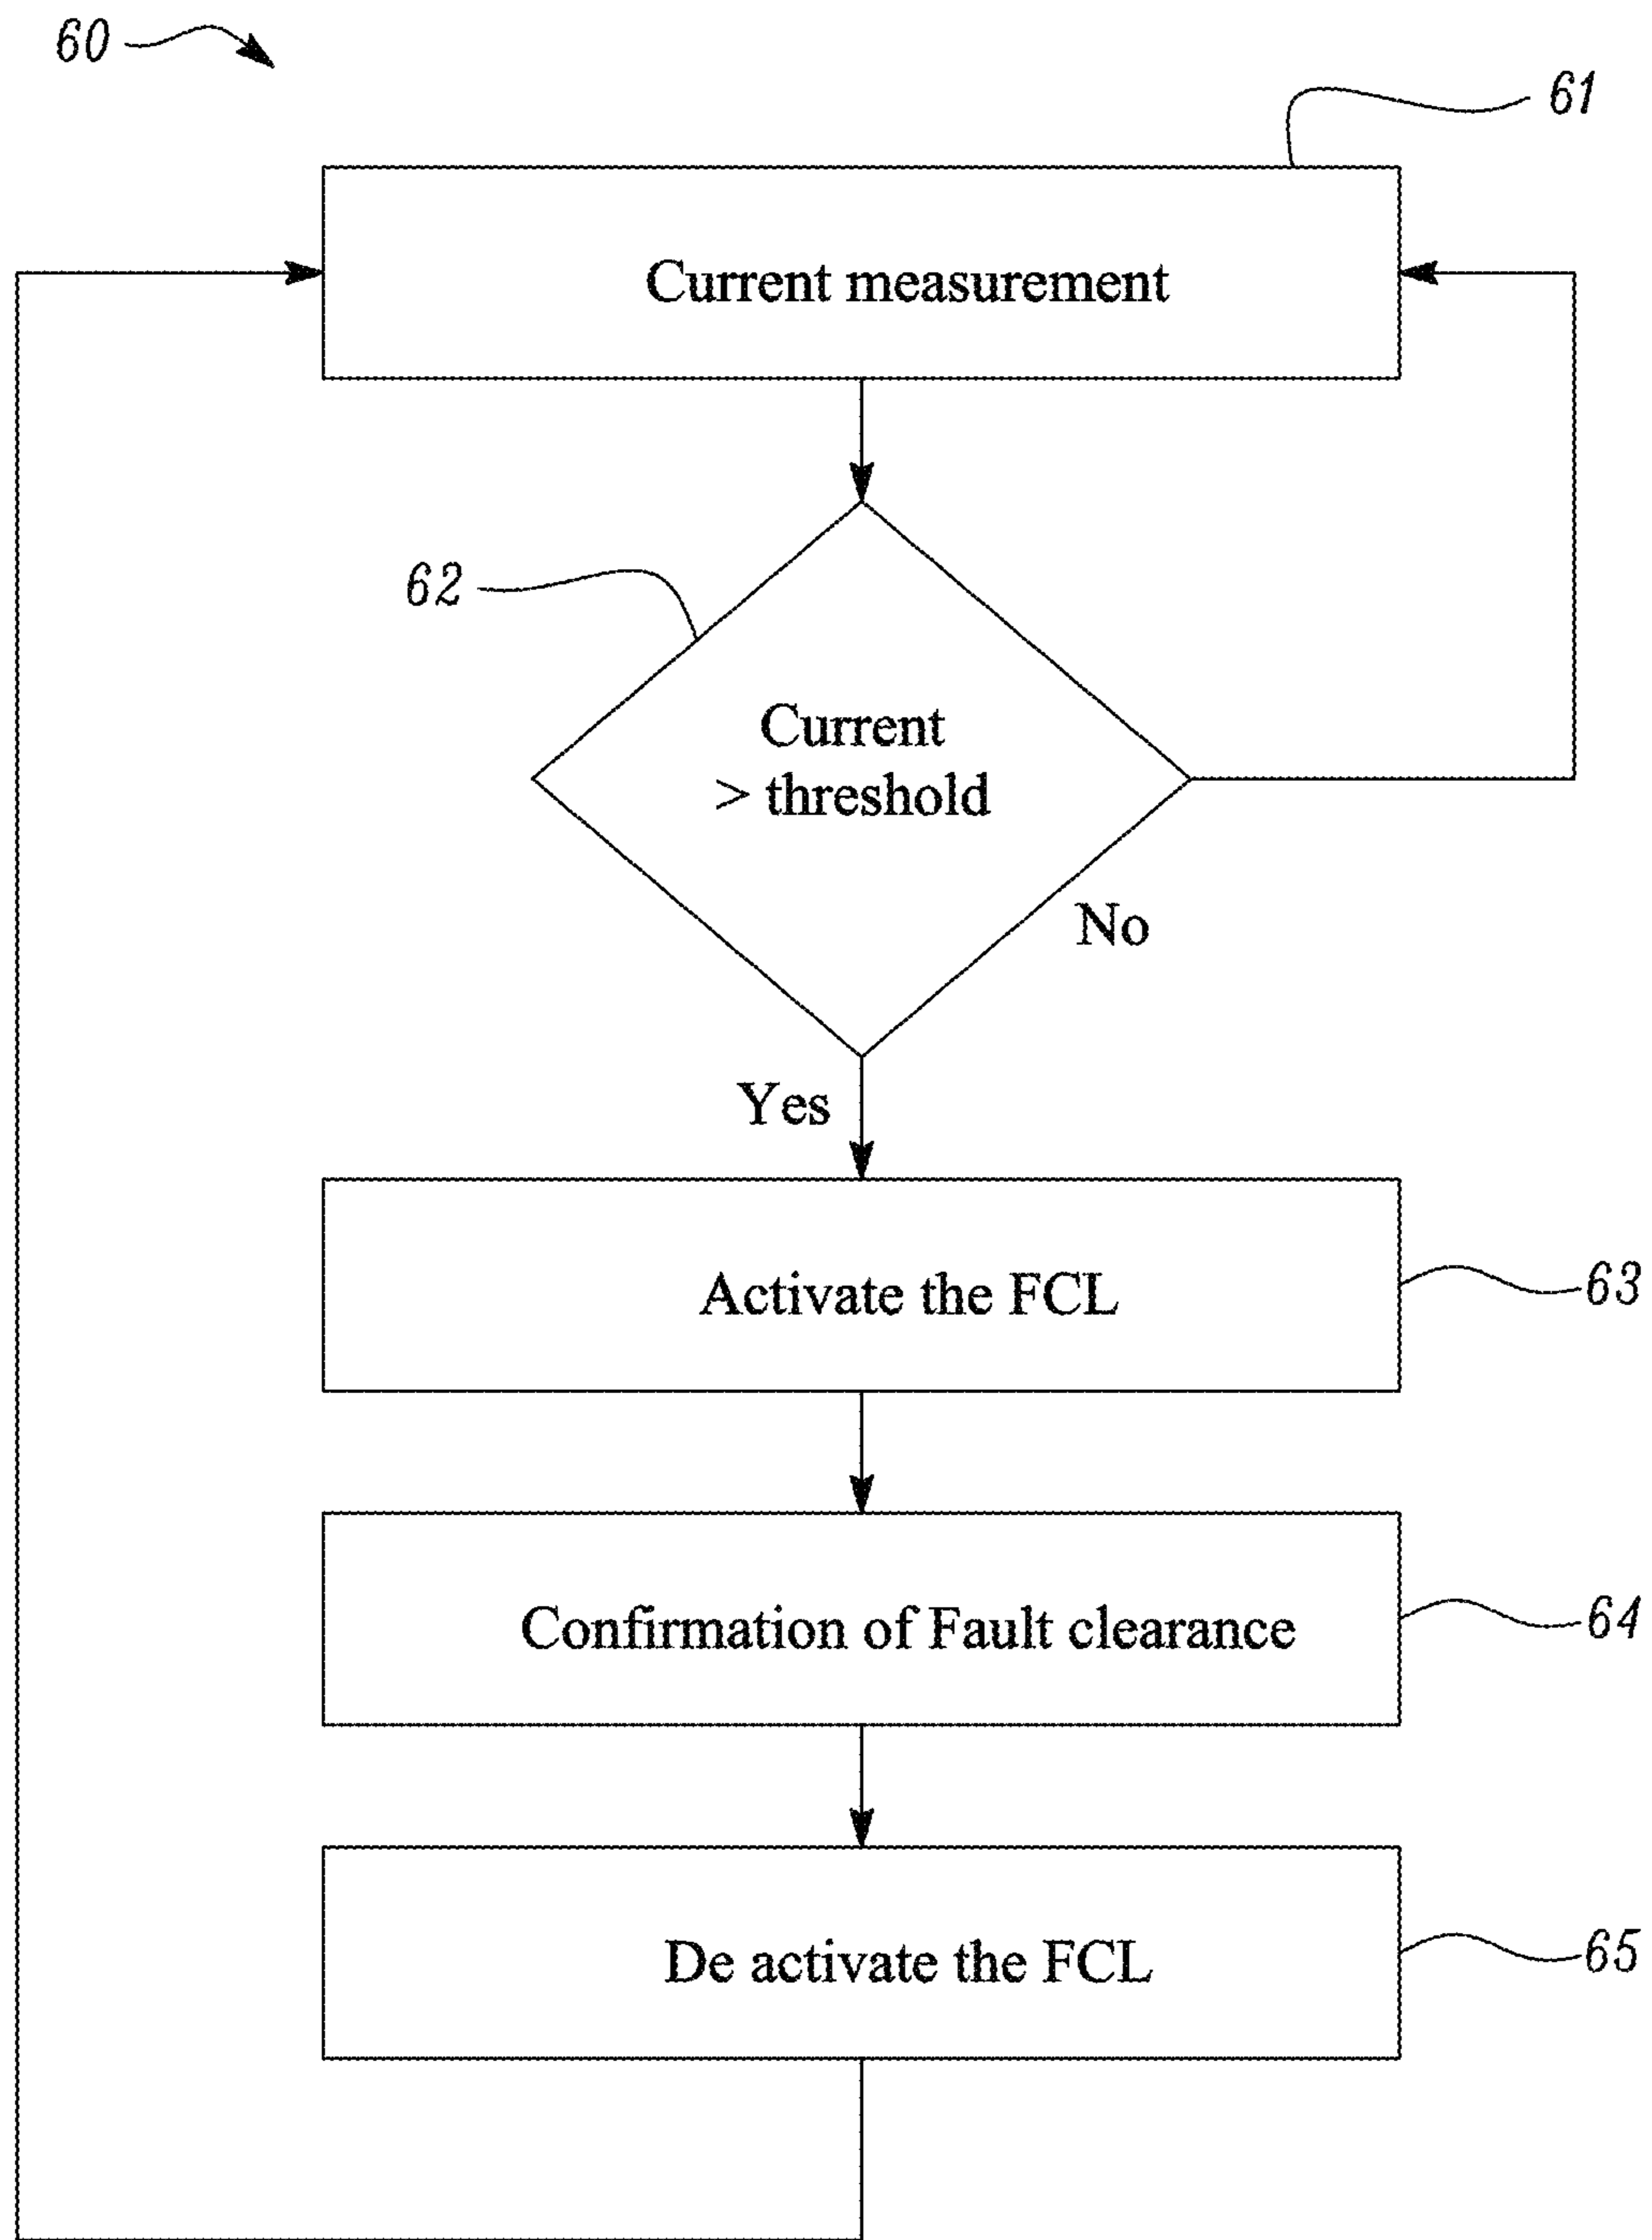 60
61
Current measurement
62
Current
> threshold
No
Yes
Activate the FCL
63
Confirmation of Fault clearance
64
De activate the FCL
65